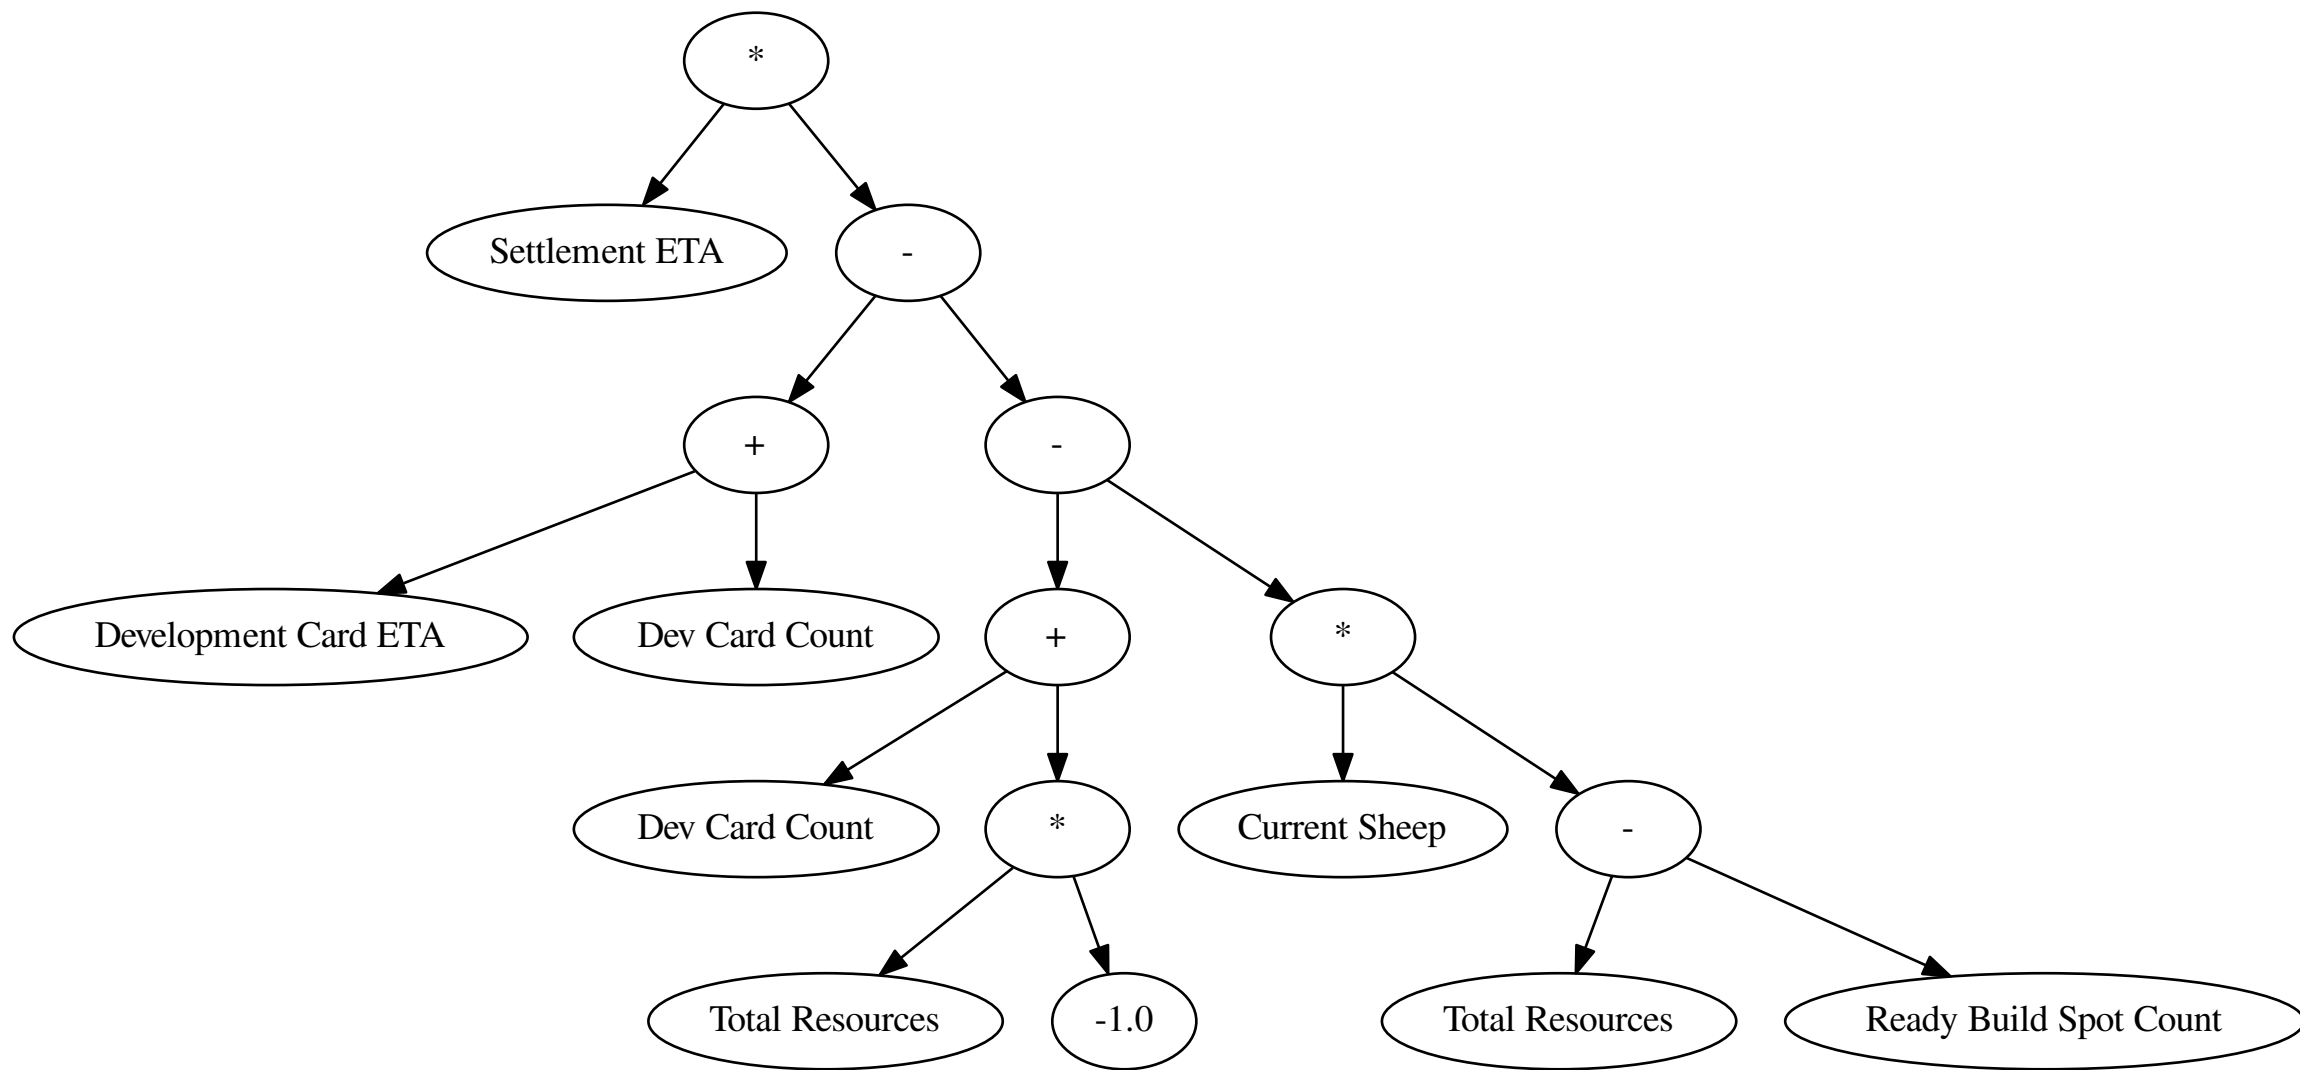 *
Settlement ETA
-
+
-
Development Card ETA
Dev Card Count
+
*
Dev Card Count
*
Current Sheep
-
Total Resources
-1.0
Total Resources
Ready Build Spot Count